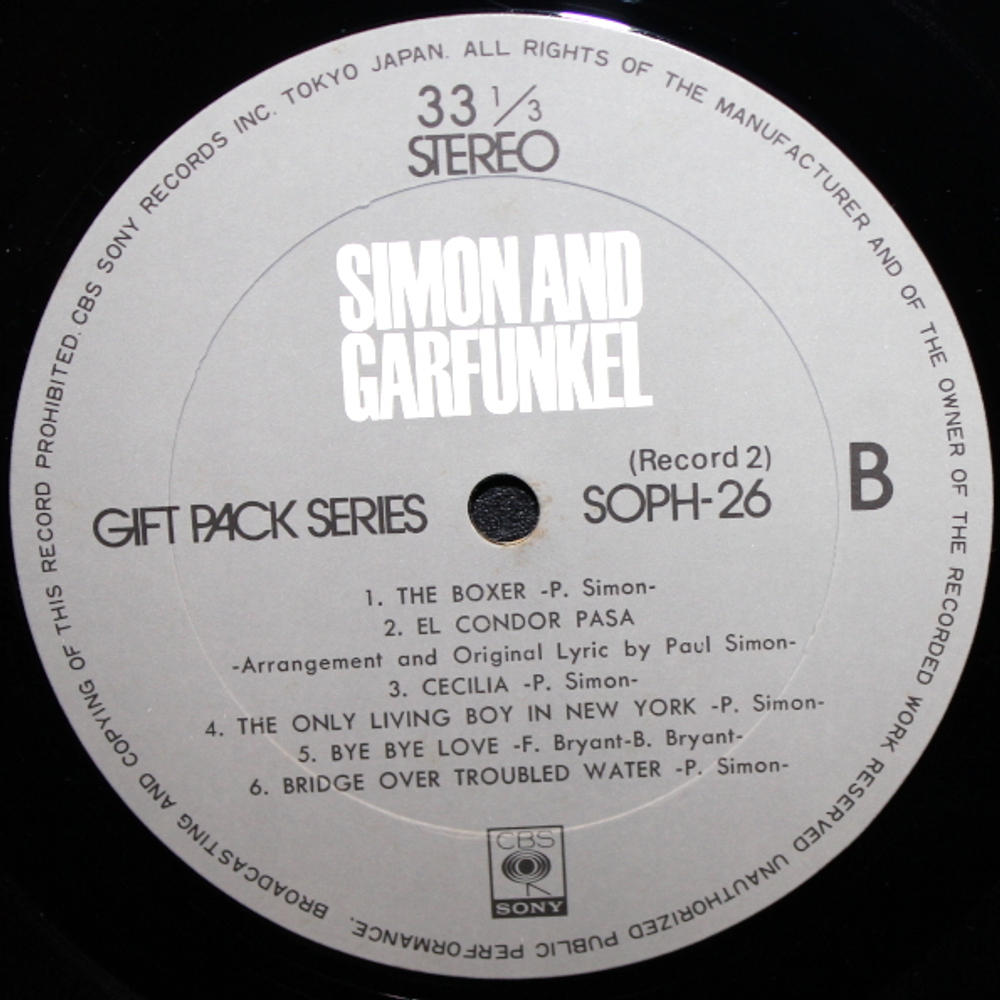 CBS SONY RECORDS INC. TOKYO JAPAN. ALL RIGHTS OF THE MANUFACTURER AND OF THE OWNER OF THE RECORDED WORK RESERVED UNAUTHORIZED PUBLIC PERFORMANCE. BROADCASTING AND COPYING OF THIS RECORD PROHIBITED.
33 1/3
STEREO
SIMON AND
GARFUNKEL
(Record 2)
GIFT PACK SERIES SOPH-26 B
1. THE BOXER -P. Simon-
2. EL CONDOR PASA
-Arrangement and Original Lyric by Paul Simon-
3. CECILIA -P. Simon-
4. THE ONLY LIVING BOY IN NEW YORK -P. Simon-
5. BYE BYE LOVE -F. Bryant-B. Bryant-
6. BRIDGE OVER TROUBLED WATER -P. Simon-
CBS
SONY